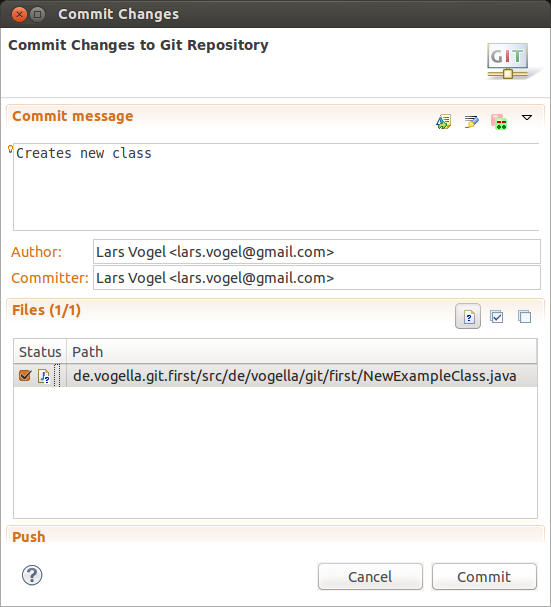 Commit Changes
Commit Changes to Git Repository
GIT
Commit message
Creates new class
Author: Lars Vogel <lars.vogel@gmail.com>
Committer: Lars Vogel <lars.vogel@gmail.com>
Files (1/1)
Status Path
de.vogella.git.first/src/de/vogella/git/first/NewExampleClass.java
Push
Cancel Commit